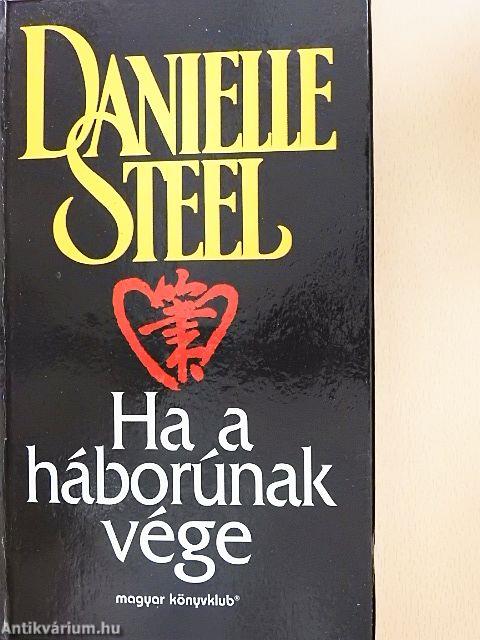 DANIELLE
STEEL
Ha a
háborúnak
vége
magyar könyvklub®
Antikvárium.hu